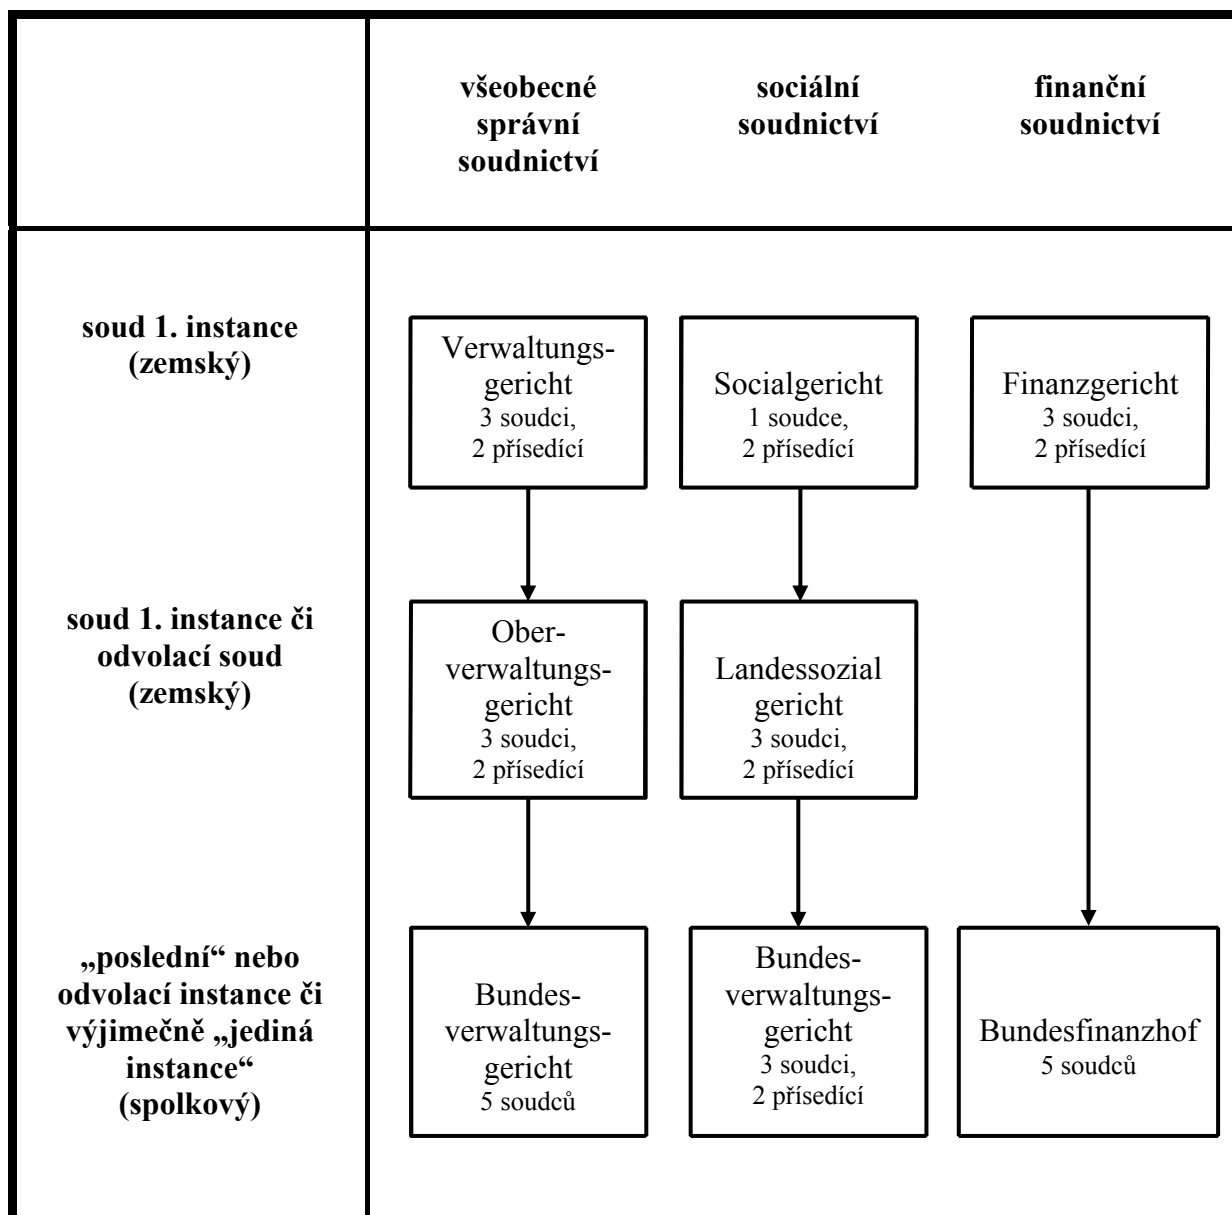 všeobecné
správní
soudnictví
sociální
soudnictví
finanční
soudnictví
soud 1. instance
(zemský)
Verwaltungs-
gericht
3 soudci,
2 přísedící
Socialgericht
1 soudce,
2 přísedící
Finanzgericht
3 soudci,
2 přísedící
soud 1. instance či
odvolací soud
(zemský)
Ober-
verwaltungs-
gericht
3 soudci,
2 přísedící
Landessozial
gericht
3 soudci,
2 přísedící
„poslední“ nebo
odvolací instance či
výjimečně „jediná
instance“
(spolkový)
Bundes-
verwaltungs-
gericht
5 soudců
Bundes-
verwaltungs-
gericht
3 soudci,
2 přísedící
Bundesfinanzhof
5 soudců